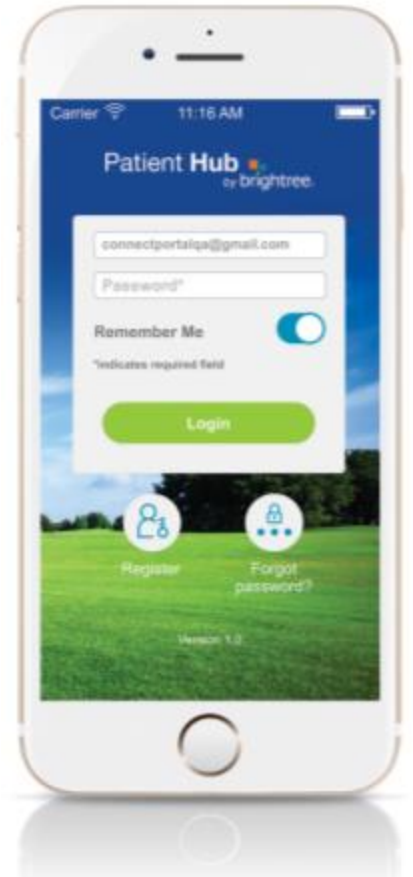 Carrier 11:16 AM
Patient Hub
by brightree.
connectportalqa@gmail.com
Password*
Remember Me
*Indicates required field
Login
Register
Forgot
password?
Version 1.0